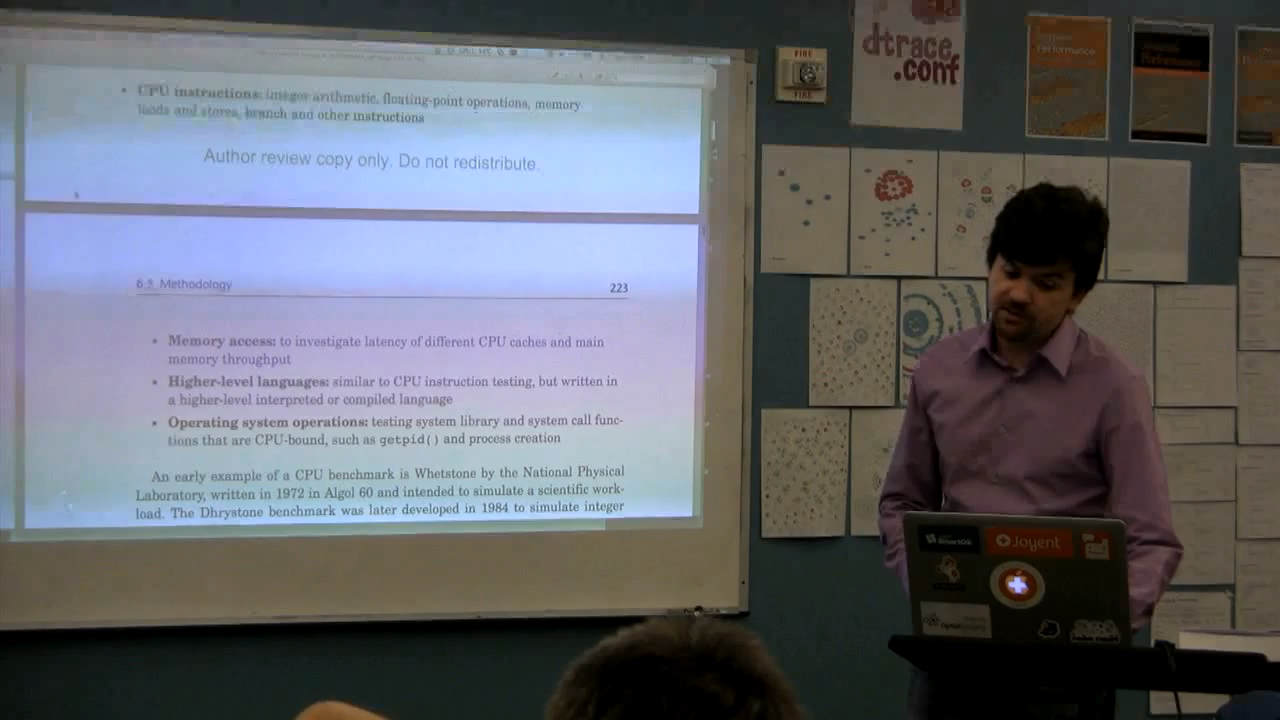 • CPU instructions: integer arithmetic, floating-point operations, memory
loads and stores, branch and other instructions
Author review copy only. Do not redistribute.
6.5 Methodology
223
• Memory access: to investigate latency of different CPU caches and main
memory throughput
• Higher-level languages: similar to CPU instruction testing, but written in
a higher-level interpreted or compiled language
• Operating system operations: testing system library and system call func-
tions that are CPU-bound, such as getpid() and process creation
An early example of a CPU benchmark is Whetstone by the National Physical
Laboratory, written in 1972 in Algol 60 and intended to simulate a scientific work-
load. The Dhrystone benchmark was later developed in 1984 to simulate integer
FIRE
FIRE
dtrace
.conf
Performance
Performance
SmartOS
Joyent